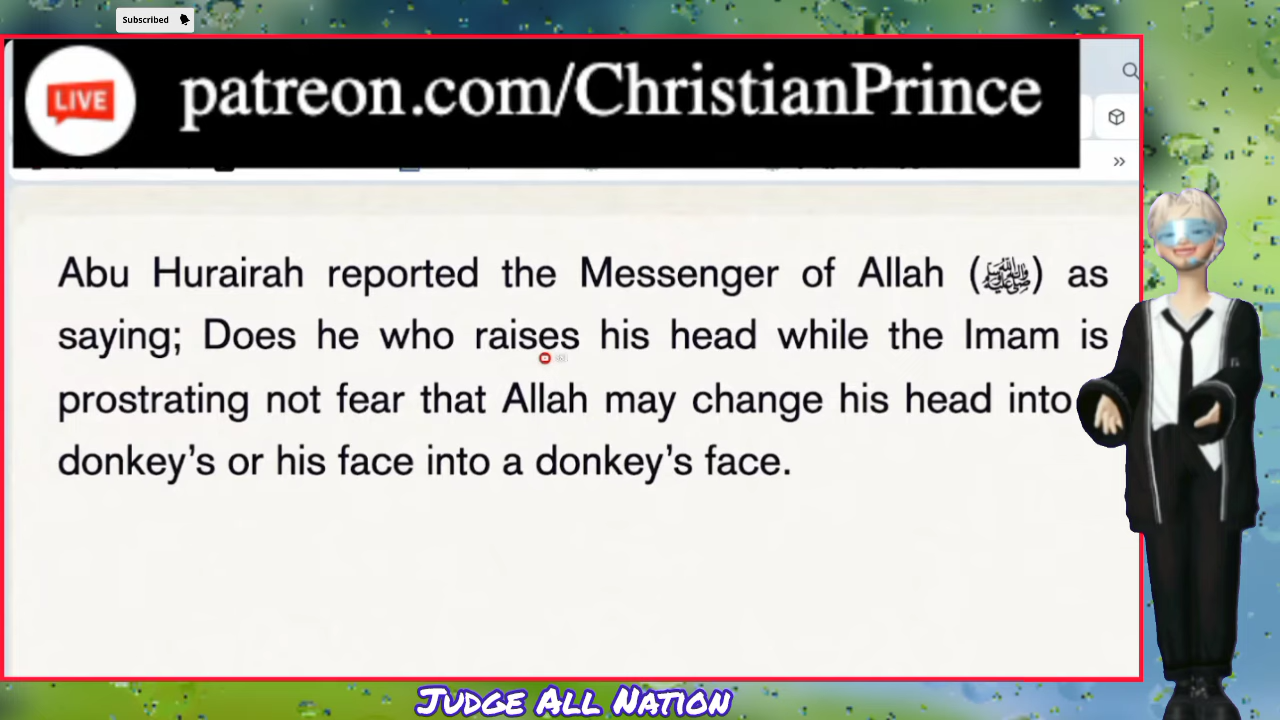 Subscribed
LIVE
patreon.com/ChristianPrince
Abu Hurairah reported the Messenger of Allah (ﷺ) as
saying; Does he who raises his head while the Imam is
prostrating not fear that Allah may change his head into
donkey’s or his face into a donkey’s face.
Judge All Nation